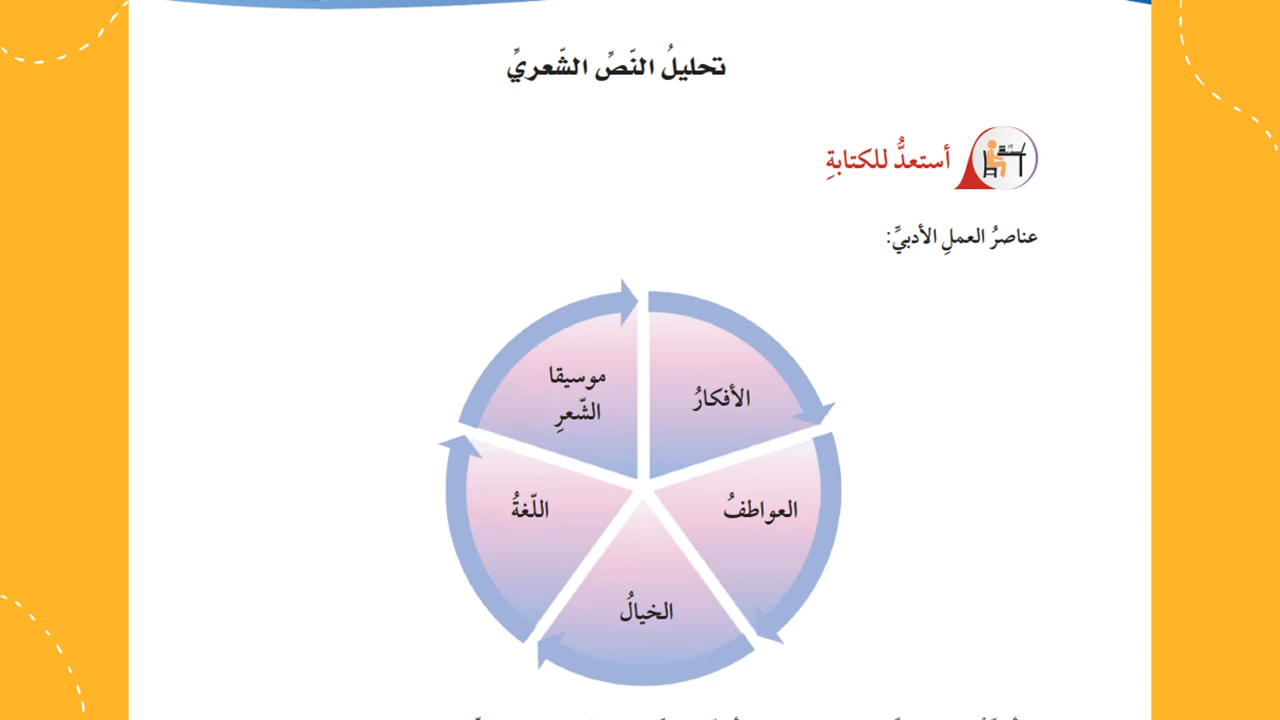 تحليلُ النّصِّ الشّعريِّ
أستعدُّ للكتابةِ
عناصرُ العملِ الأدبيِّ:
الأفكارُ
العواطفُ
الخيالُ
اللّغةُ
موسيقا
الشّعرِ